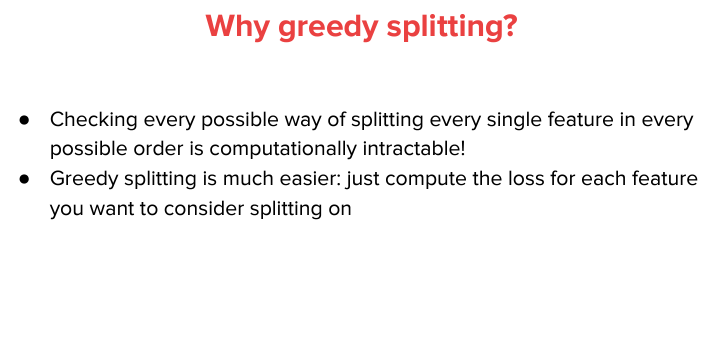 Why greedy splitting?
● Checking every possible way of splitting every single feature in every
possible order is computationally intractable!
● Greedy splitting is much easier: just compute the loss for each feature
you want to consider splitting on